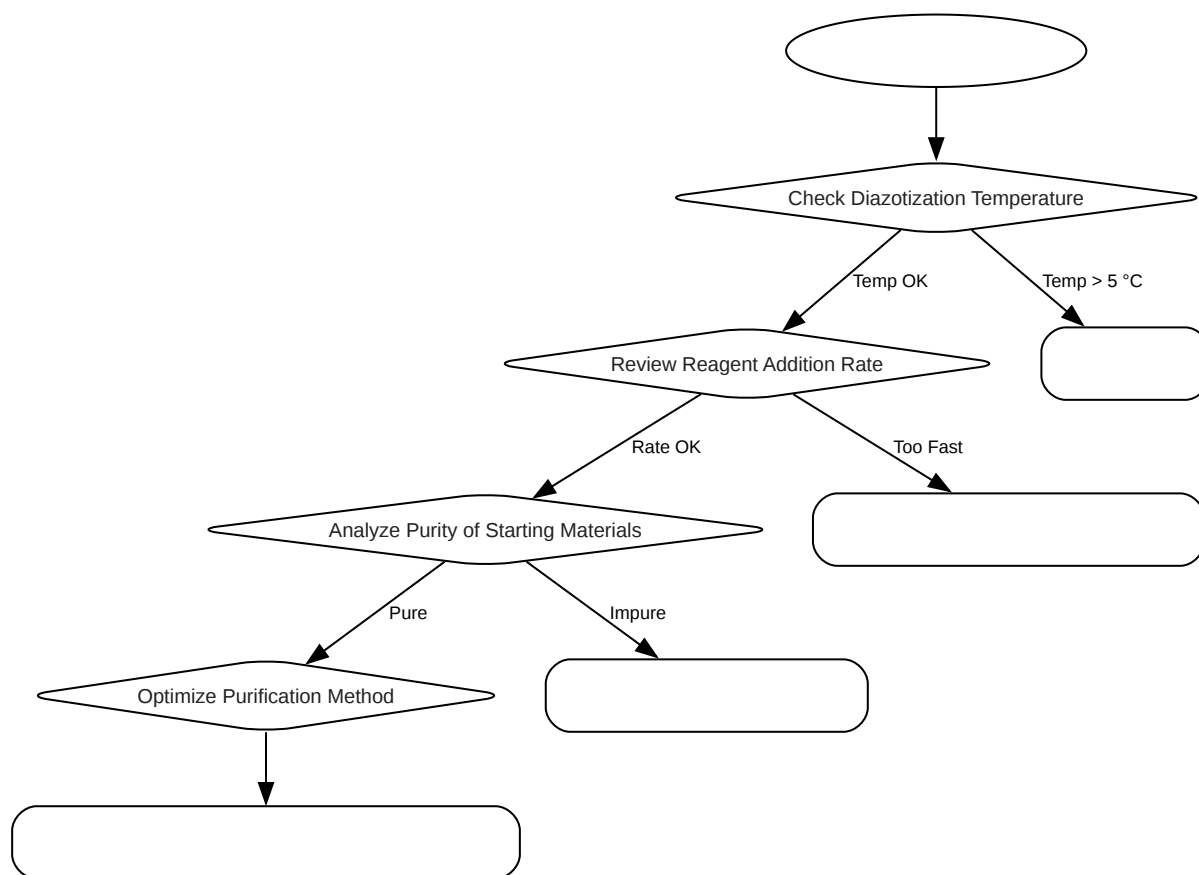 Check Diazotization Temperature
Temp OK
Temp > 5 °C
Review Reagent Addition Rate
Rate OK
Too Fast
Analyze Purity of Starting Materials
Pure
Impure
Optimize Purification Method